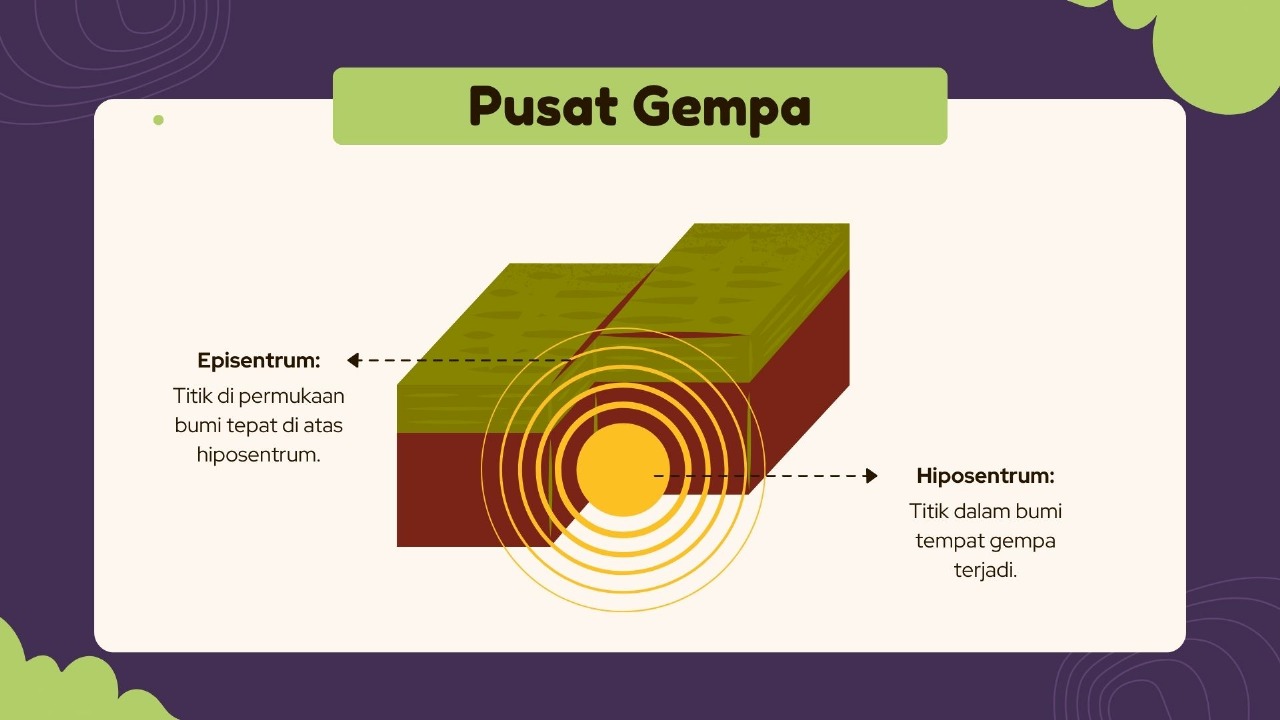 Pusat Gempa
Episentrum:
Titik di permukaan
bumi tepat di atas
hiposentrum.
Hiposentrum:
Titik dalam bumi
tempat gempa
terjadi.